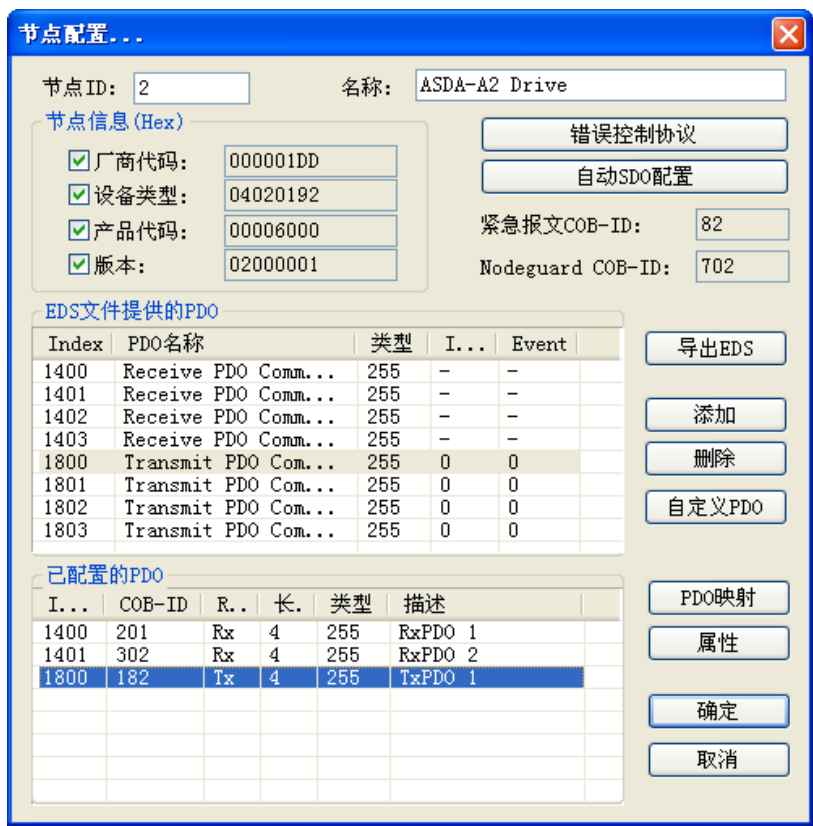 节点配置...
节点ID: 2 名称: ASDA-A2 Drive
节点信息(Hex)
厂商代码: 000001DD
设备类型: 04020192
产品代码: 00006000
版本: 02000001
错误控制协议
自动SDO配置
紧急报文COB-ID: 82
Nodeguard COB-ID: 702
EDS文件提供的PDO
Index PDO名称 类型 I... Event
1400 Receive PDO Comm... 255 - -
1401 Receive PDO Comm... 255 - -
1402 Receive PDO Comm... 255 - -
1403 Receive PDO Comm... 255 - -
1800 Transmit PDO Com... 255 0 0
1801 Transmit PDO Com... 255 0 0
1802 Transmit PDO Com... 255 0 0
1803 Transmit PDO Com... 255 0 0
导出EDS
添加
删除
自定义PDO
已配置的PDO
I... COB-ID R.. 长. 类型 描述
1400 201 Rx 4 255 RxPDO 1
1401 302 Rx 4 255 RxPDO 2
1800 182 Tx 4 255 TxPDO 1
PDO映射
属性
确定
取消